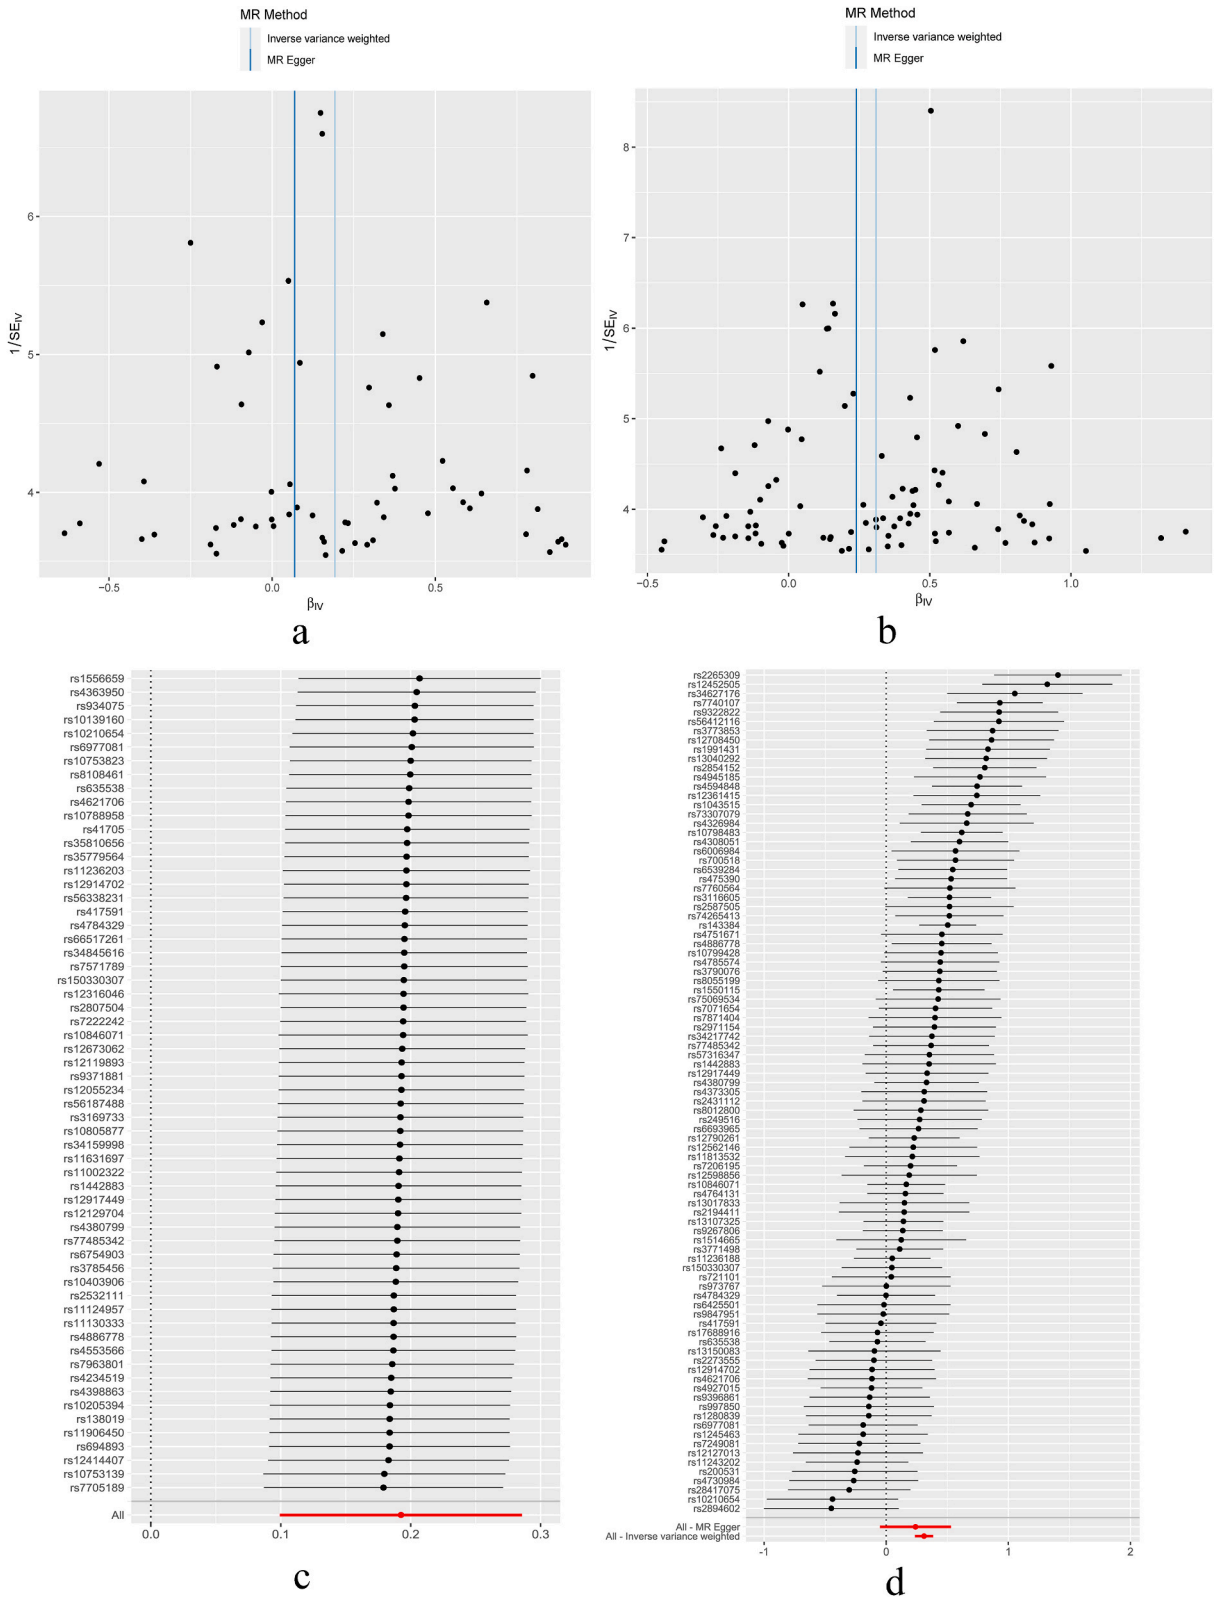 MR Method
Inverse variance weighted
MR Egger
6
5
4
1/SEIV
−0.5
0.0
0.5
βIV
a
MR Method
Inverse variance weighted
MR Egger
8
7
6
5
4
1/SEIV
−0.5
0.0
0.5
1.0
βIV
b
rs1556659
rs4363950
rs934075
rs10139160
rs10210654
rs6977081
rs10753823
rs8108461
rs635538
rs4621706
rs10788958
rs41705
rs35810656
rs35779564
rs11236203
rs12914702
rs56338231
rs417591
rs4784329
rs66517261
rs34845616
rs7571789
rs150330307
rs12316046
rs2807504
rs7222242
rs10846071
rs12673062
rs12119893
rs9371881
rs12055234
rs56187488
rs3169733
rs10805877
rs34159998
rs11631697
rs11002322
rs1442883
rs12917449
rs12129704
rs4380799
rs77485342
rs6754903
rs3785456
rs10403906
rs2532111
rs11124957
rs11130333
rs4886778
rs4553566
rs7963801
rs4234519
rs4398863
rs10205394
rs138019
rs11906450
rs694893
rs12414407
rs10753139
rs7705189
All
0.0
0.1
0.2
0.3
c
rs2265309
rs12452505
rs34627176
rs7740107
rs9322822
rs56412116
rs3773853
rs12708450
rs1991431
rs13040292
rs2854152
rs4945185
rs4594848
rs12361415
rs1043515
rs73307079
rs4326984
rs10798483
rs4308051
rs6006984
rs700518
rs6539284
rs475390
rs7760564
rs3116605
rs2587505
rs74265413
rs143384
rs4751671
rs4886778
rs10799428
rs4785574
rs3790076
rs8055199
rs1550115
rs75069534
rs7071654
rs7871404
rs2971154
rs34217742
rs77485342
rs57316347
rs1442883
rs12917449
rs4380799
rs4373305
rs2431112
rs8012800
rs249516
rs6693965
rs12790261
rs12562146
rs11813532
rs7206195
rs12598856
rs10846071
rs4764131
rs13017833
rs2194411
rs13107325
rs9267806
rs1514665
rs3771498
rs11236188
rs150330307
rs721101
rs973767
rs4784329
rs6425501
rs9847951
rs417591
rs17688916
rs635538
rs13150083
rs2273555
rs12914702
rs4621706
rs4927015
rs9396861
rs997850
rs1280839
rs6977081
rs1245463
rs7249081
rs12127013
rs11243202
rs200531
rs4730984
rs28417075
rs10210654
rs2894602
All - MR Egger
All - Inverse variance weighted
-1
0
1
2
d